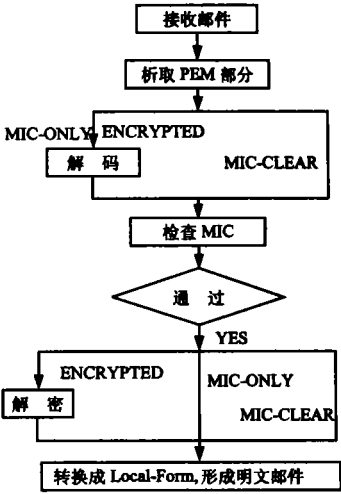 接收邮件
析取 PEM 部分
MIC-ONLY ENCRYPTED
解 码
MIC-CLEAR
检查 MIC
通 过
YES
ENCRYPTED
MIC-ONLY
解 密
MIC-CLEAR
转换成 Local-Form,形成明文邮件